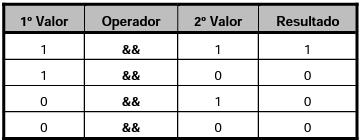 1º Valor Operador 2º Valor Resultado
1 && 1 1
1 && 0 0
0 && 1 0
0 && 0 0